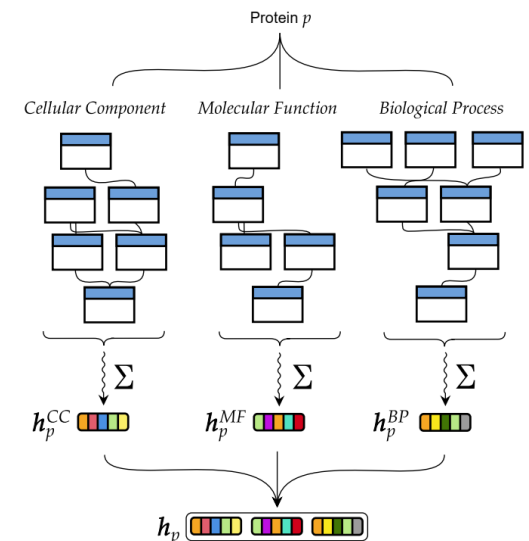 Protein p
Cellular Component Molecular Function Biological Process
Σ Σ Σ
h_p^{CC} h_p^{MF} h_p^{BP}
h_p